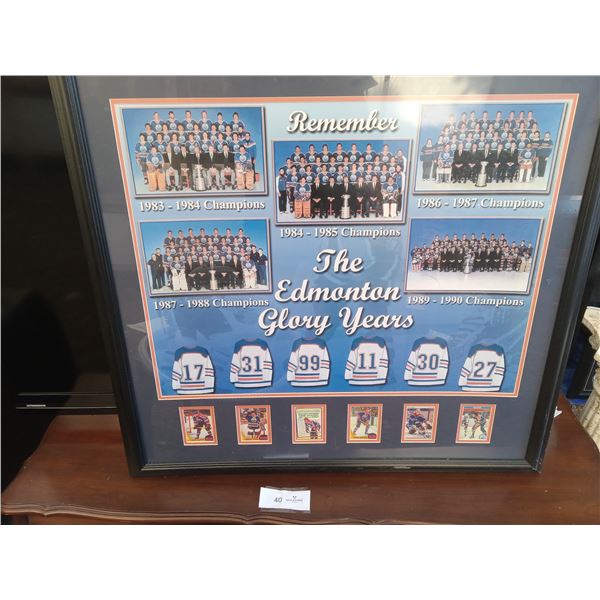 Remember
1983 - 1984 Champions
1984 - 1985 Champions
1986 - 1987 Champions
1987 - 1988 Champions
1989 - 1990 Champions
The
Edmonton
Glory Years
17
31
99
11
30
27
40